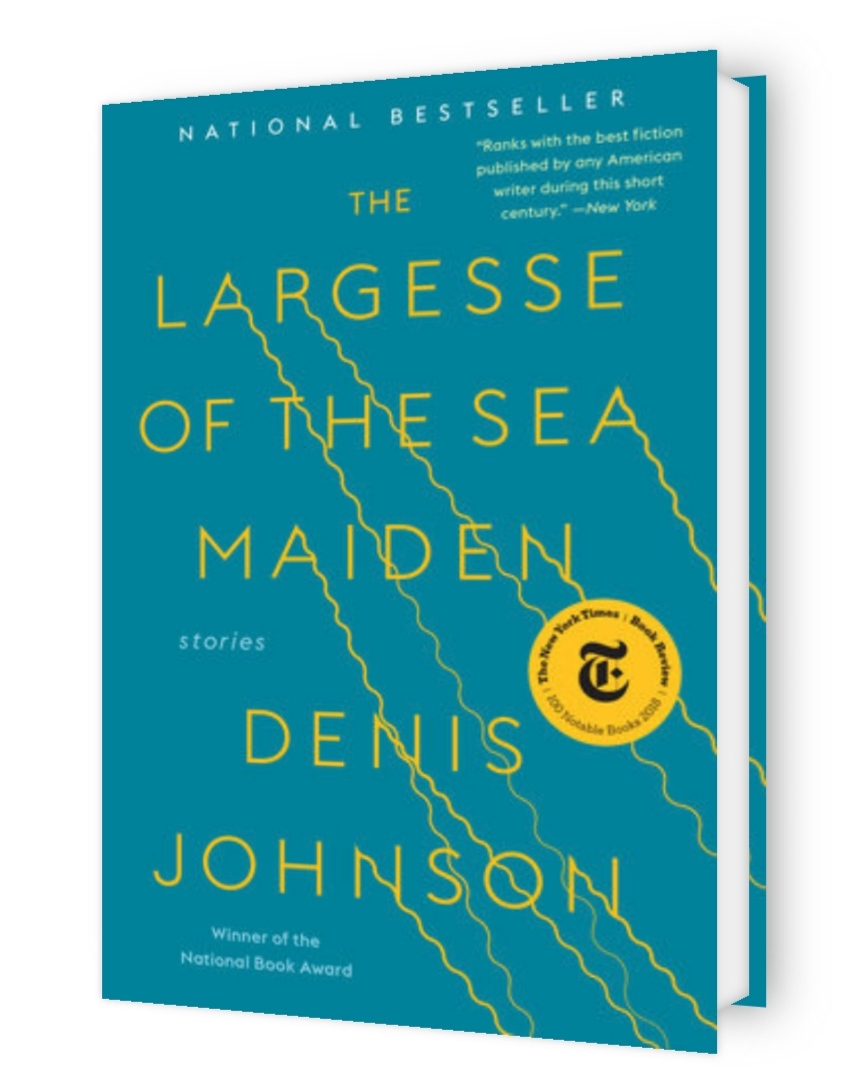 NATIONAL BESTSELLER
"Ranks with the best fiction
published by any American
writer during this short
century." —New York
THE
LARGESSE
OF THE SEA
MAIDEN
stories
The New York Times | Book Review
T
| 100 Notable Books 2018 |
DENIS
JOHNSON
Winner of the
National Book Award